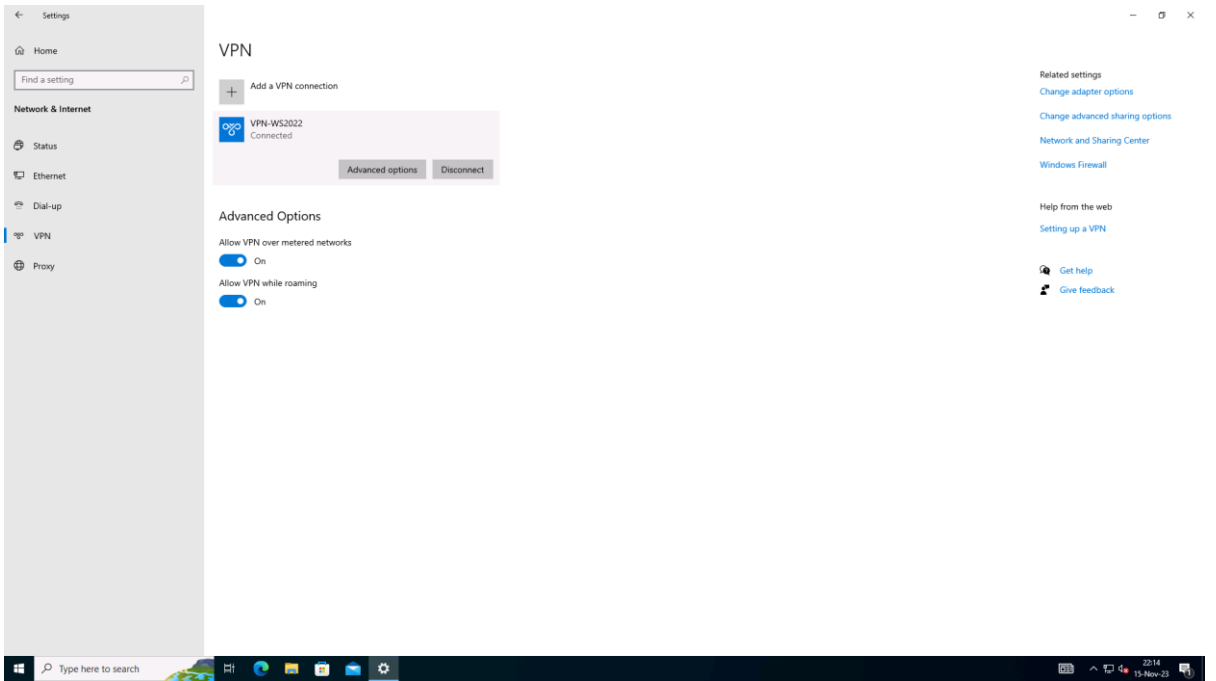 Settings
Home
Find a setting
Network & Internet
Status
Ethernet
Dial-up
VPN
Proxy
VPN
Add a VPN connection
VPN-WS2022
Connected
Advanced options
Disconnect
Advanced Options
Allow VPN over metered networks
On
Allow VPN while roaming
On
Related settings
Change adapter options
Change advanced sharing options
Network and Sharing Center
Windows Firewall
Help from the web
Setting up a VPN
Get help
Give feedback
Type here to search
22:14
15-Nov-23
1